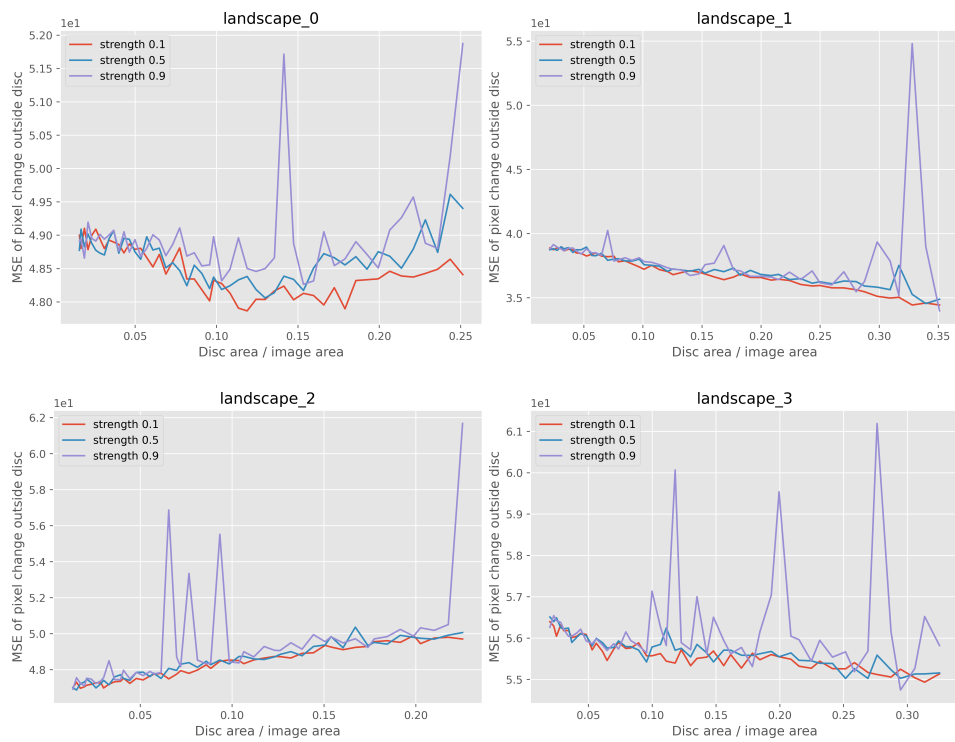 landscape_0
1e1
strength 0.1
strength 0.5
strength 0.9
MSE of pixel change outside disc
5.20
5.15
5.10
5.05
5.00
4.95
4.90
4.85
4.80
0.05
0.10
0.15
0.20
0.25
Disc area / image area
landscape_1
1e1
strength 0.1
strength 0.5
strength 0.9
MSE of pixel change outside disc
5.5
5.0
4.5
4.0
3.5
0.05
0.10
0.15
0.20
0.25
0.30
0.35
Disc area / image area
landscape_2
1e1
strength 0.1
strength 0.5
strength 0.9
MSE of pixel change outside disc
6.2
6.0
5.8
5.6
5.4
5.2
5.0
4.8
0.05
0.10
0.15
0.20
Disc area / image area
landscape_3
1e1
strength 0.1
strength 0.5
strength 0.9
MSE of pixel change outside disc
6.1
6.0
5.9
5.8
5.7
5.6
5.5
0.05
0.10
0.15
0.20
0.25
0.30
Disc area / image area